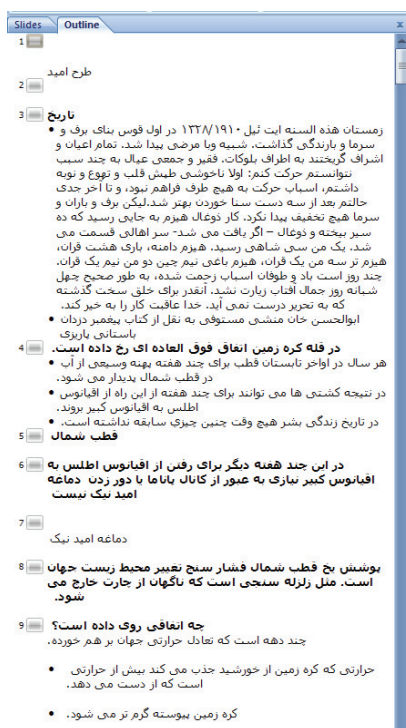 Slides Outline x
1
طرح امید
2
3 تاریخ
• زمستان هذه السنه ایت ئیل ١٣٢٨/١٩١٠ در اول قوس بنای برف و
سرما و بارندگی گذاشت. شبیه وبا مرضی پیدا شد. تمام اعیان و
اشراف گریختند به اطراف بلوکات. فقیر و جمعی عیال به چند سبب
نتوانستم حرکت کنم: اولا ناخوشی طپش قلب و تهوع و نوبه
داشتم، اسباب حرکت به هیچ طرف فراهم نبود، و تا آخر جدی
حالتم بعد از سه دست سنا خوردن بهتر شد.لیکن برف و باران و
سرما هیچ تخفیف پیدا نکرد. کار ذوغال هیزم به جایی رسید که ده
سیر بیخته و ذوغال – اگر یافت می شد- سر اهالی قسمت می
شد. یک من سی شاهی رسید. هیزم دامنه، باری هشت قران،
هیزم تر سه من یک قران، هیزم باغی نیم چین دو من نیم یک قران.
چند روز است باد و طوفان اسباب زحمت شده، به طور صحیح چهل
شبانه روز جمال آفتاب زیارت نشد. آنقدر برای خلق سخت گذشته
که به تحریر درست نمی آید. خدا عاقبت کار را به خیر کند.
• ابوالحسن خان منشی مستوفی به نقل از کتاب پیغمبر دزدان
باستانی پاریزی
4 در قله کره زمین اتفاق فوق العاده ای رخ داده است.
• هر سال در اواخر تابستان قطب برای چند هفته پهنه وسیعی از آب
در قطب شمال پدیدار می شود.
• در نتیجه کشتی ها می توانند برای چند هفته از این راه از اقیانوس
اطلس به اقیانوس کبیر بروند.
• در تاریخ زندگی بشر هیچ وقت چنین چیزی سابقه نداشته است.
5 قطب شمال
6 در این چند هفته دیگر برای رفتن از اقیانوس اطلس به
اقیانوس کبیر نیازی به عبور از کانال پاناما یا دور زدن دماغه
امید نیک نیست
7
دماغه امید نیک
8 پوشش یخ قطب شمال فشار سنج تغییر محیط زیست جهان
است. مثل زلزله سنجی است که ناگهان از چارت خارج می
شود.
9 چه اتفاقی روی داده است؟
چند دهه است که تعادل حرارتی جهان بر هم خورده.
• حرارتی که کره زمین از خورشید جذب می کند بیش از حرارتی
است که از دست می دهد.
• کره زمین پیوسته گرم تر می شود.